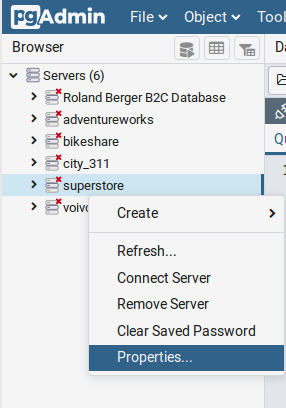 pgAdmin File Object Tool
Browser Da
Servers (6)
Roland Berger B2C Database
adventureworks
bikeshare
city_311
superstore
voivo
Create
Refresh...
Connect Server
Remove Server
Clear Saved Password
Properties...